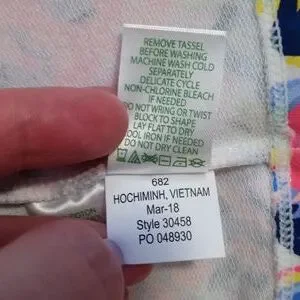 REMOVE TASSEL
BEFORE WASHING
MACHINE WASH COLD
SEPARATELY
DELICATE CYCLE
NON-CHLORINE BLEACH
IF NEEDED
DO NOT WRING OR TWIST
BLOCK TO SHAPE
LAY FLAT TO DRY
COOL IRON IF NEEDED
DO NOT DRY CLEAN
682
HOCHIMINH, VIETNAM
Mar-18
Style 30458
PO 048930